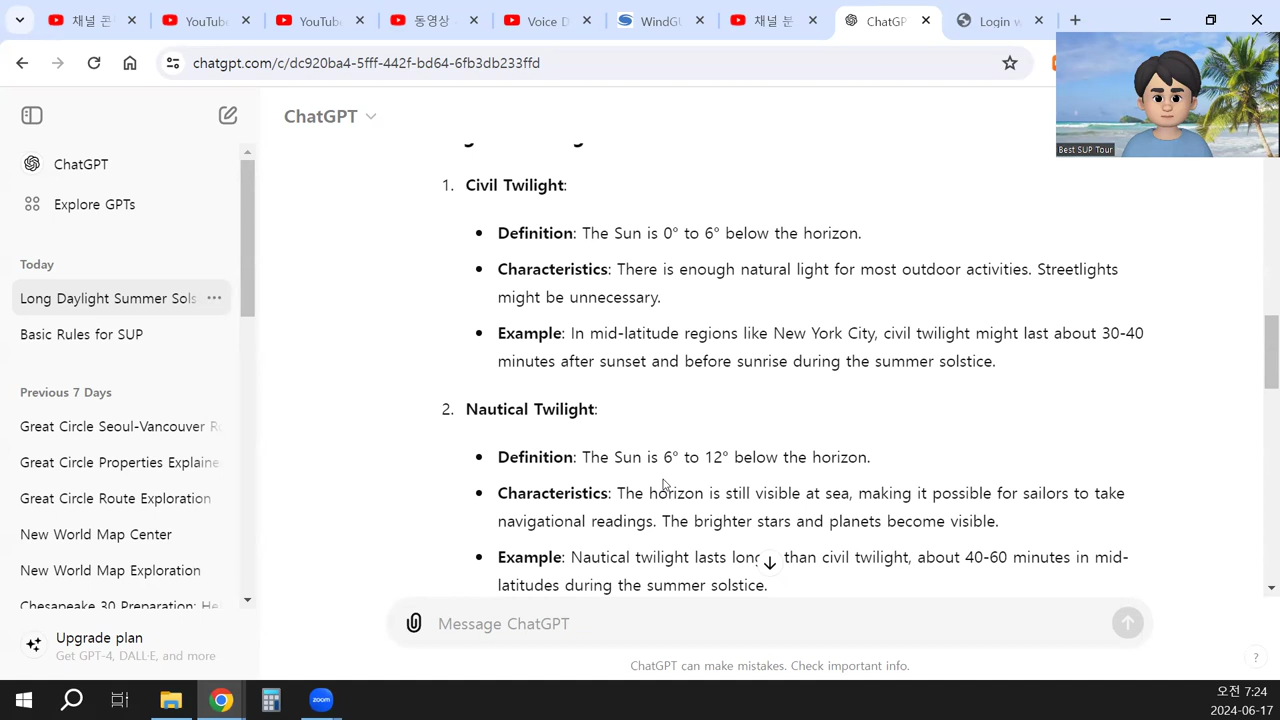 채널 콘
YouTube
YouTube
동영상
Voice D
WindGU
채널 분
ChatGP
Login w
chatgpt.com/c/dc920ba4-5fff-442f-bd64-6fb3db233ffd
Best SUP Tour
ChatGPT
ChatGPT
Explore GPTs
Today
Long Daylight Summer Sols
Basic Rules for SUP
Previous 7 Days
Great Circle Seoul-Vancouver R
Great Circle Properties Explaine
Great Circle Route Exploration
New World Map Center
New World Map Exploration
Chesapeake 30 Preparation: He
Upgrade plan
Get GPT-4, DALL·E, and more
1. Civil Twilight:
• Definition: The Sun is 0° to 6° below the horizon.
• Characteristics: There is enough natural light for most outdoor activities. Streetlights
might be unnecessary.
• Example: In mid-latitude regions like New York City, civil twilight might last about 30-40
minutes after sunset and before sunrise during the summer solstice.
2. Nautical Twilight:
• Definition: The Sun is 6° to 12° below the horizon.
• Characteristics: The horizon is still visible at sea, making it possible for sailors to take
navigational readings. The brighter stars and planets become visible.
• Example: Nautical twilight lasts long than civil twilight, about 40-60 minutes in mid-
latitudes during the summer solstice.
Message ChatGPT
ChatGPT can make mistakes. Check important info.
?
zoom
오전 7:24
2024-06-17